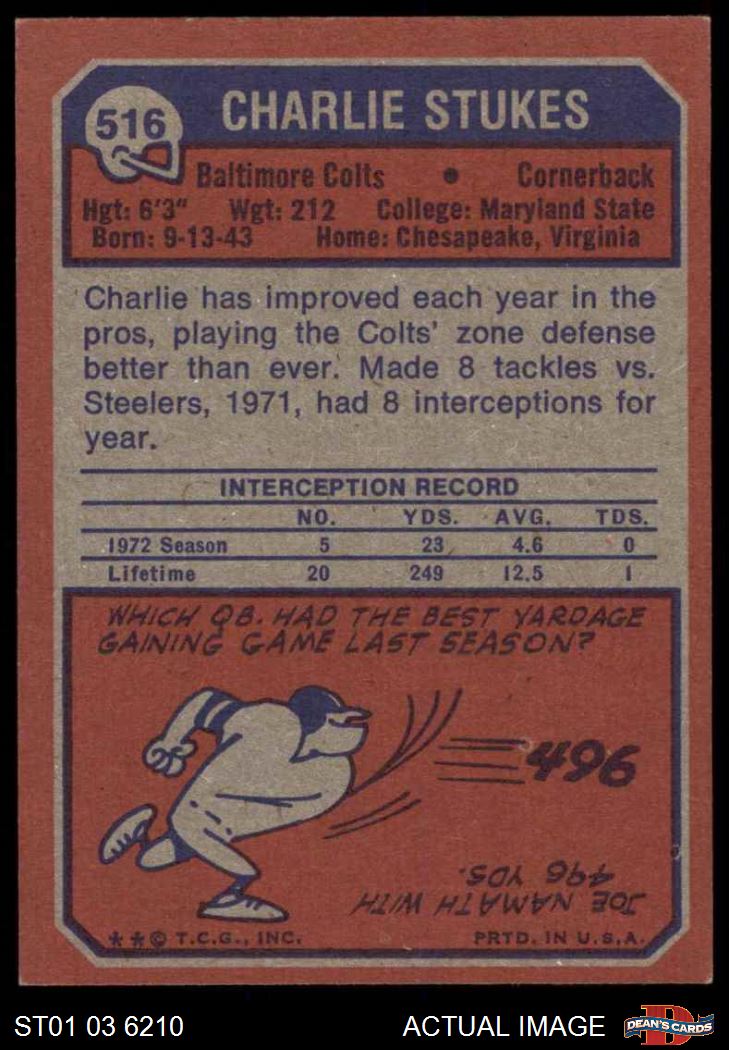 516
CHARLIE STUKES
Baltimore Colts • Cornerback
Hgt: 6'3" Wgt: 212 College: Maryland State
Born: 9-13-43 Home: Chesapeake, Virginia
Charlie has improved each year in the
pros, playing the Colts' zone defense
better than ever. Made 8 tackles vs.
Steelers, 1971, had 8 interceptions for
year.
INTERCEPTION RECORD
NO. YDS. AVG. TDS.
1972 Season 5 23 4.6 0
Lifetime 20 249 12.5 1
WHICH QB. HAD THE BEST YARDAGE
GAINING GAME LAST SEASON?
496
JOE NAMATH WITH
496 YDS.
**© T.C.G., INC. PRTD. IN U.S.A.
ST01 03 6210 ACTUAL IMAGE D DEAN'S CARDS